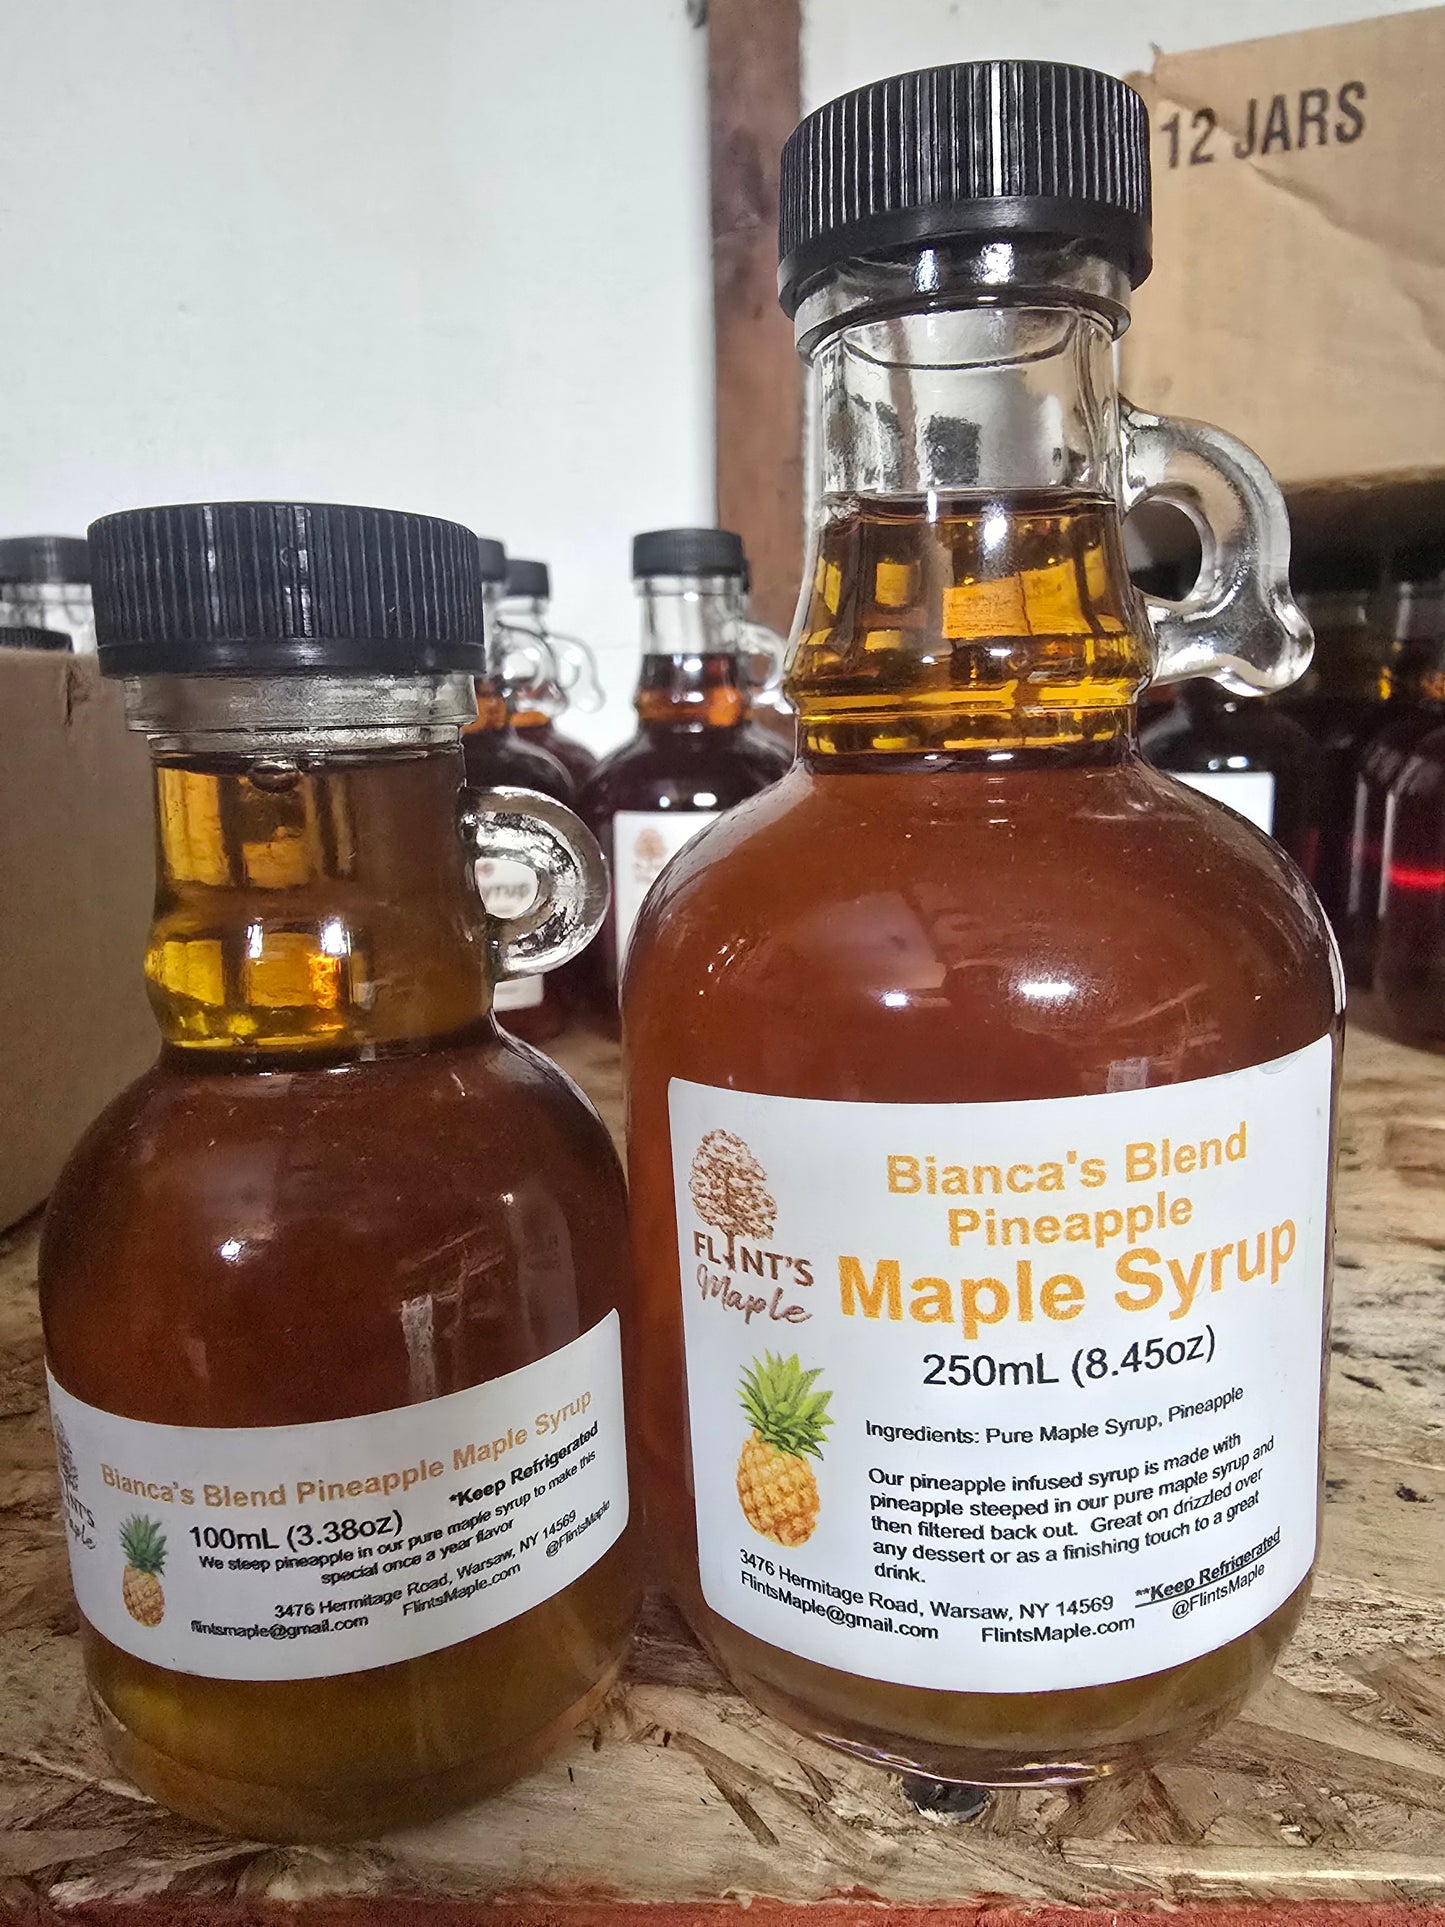 12 JARS
yrup
FLINT'S
Maple
Bianca's Blend
Pineapple
Maple Syrup
250mL (8.45oz)
Ingredients: Pure Maple Syrup, Pineapple
Our pineapple infused syrup is made with
pineapple steeped in our pure maple syrup and
then filtered back out. Great on drizzled over
any dessert or as a finishing touch to a great
drink.
**Keep Refrigerated
3476 Hermitage Road, Warsaw, NY 14569
@FlintsMaple
FlintsMaple@gmail.com FlintsMaple.com
NT'S
aple
Bianca's Blend Pineapple Maple Syrup
*Keep Refrigerated
100mL (3.38oz)
We steep pineapple in our pure maple syrup to make this
special once a year flavor
3476 Hermitage Road, Warsaw, NY 14569
flintsmaple@gmail.com FlintsMaple.com @FlintsMaple